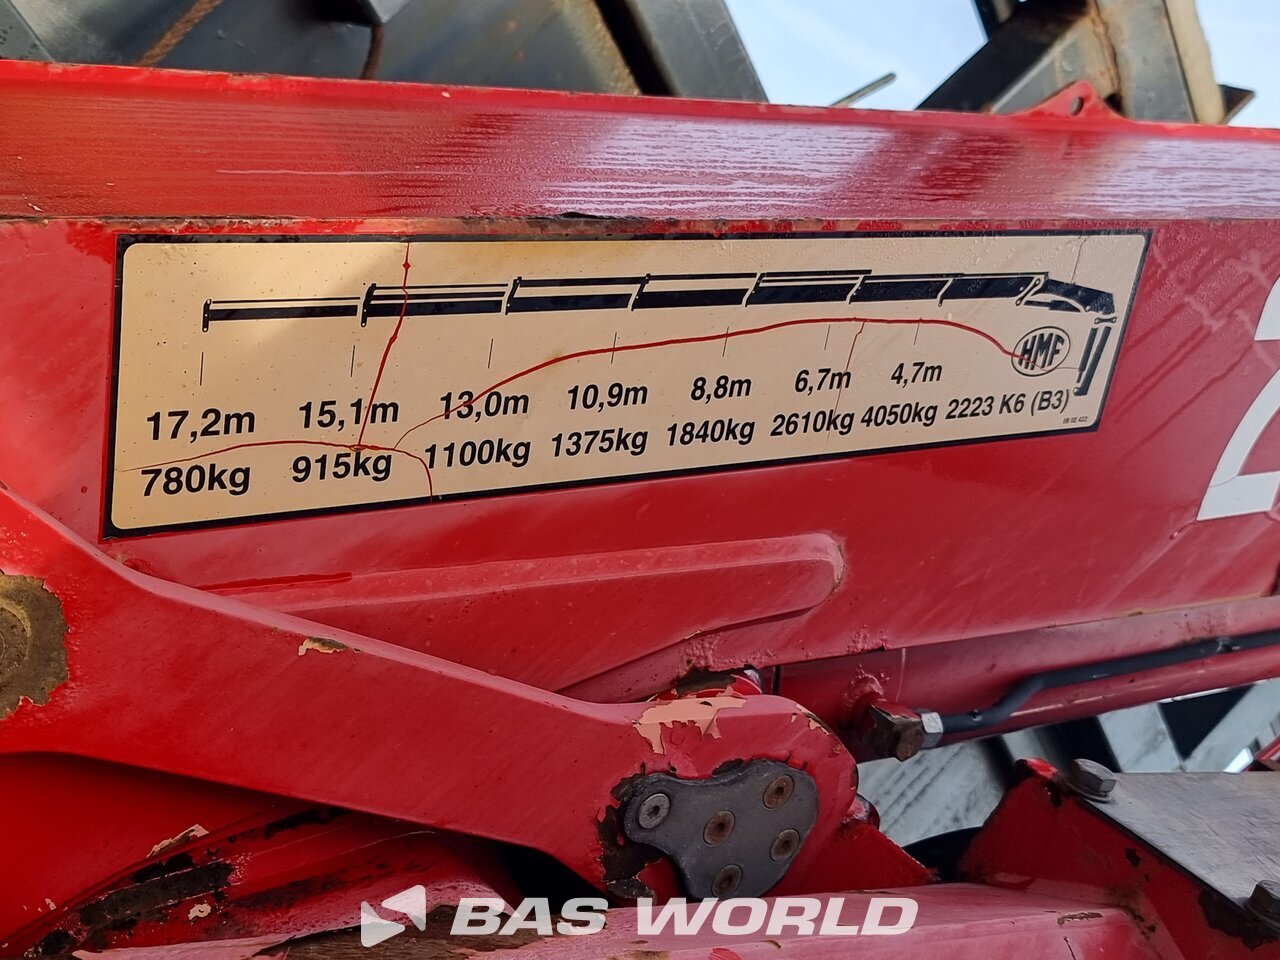 17,2m 15,1m 13,0m 10,9m 8,8m 6,7m 4,7m
780kg 915kg 1100kg 1375kg 1840kg 2610kg 4050kg 2223 K6 (B3)
HMF
BAS WORLD